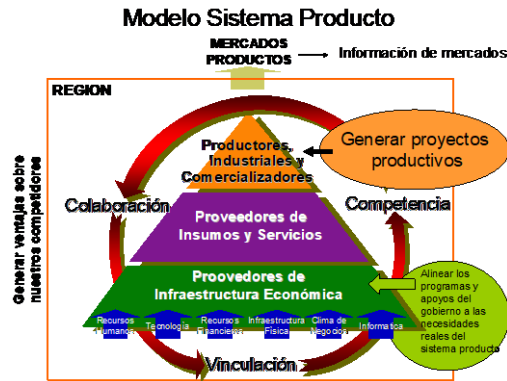 Modelo Sistema Producto
MERCADOS
PRODUCTOS
Información de mercados
REGION
Generar ventajas sobre
nuestros competidores
Productores,
Industriales y
Comercializadores
Generar proyectos
productivos
Colaboración
Competencia
Proveedores de
Insumos y Servicios
Proovedores de
Infraestructura Económica
Alinear los
programas y
apoyos del
gobierno a las
necesidades
reales del
sistema producto
Recursos
Humanos
Tecnología
Recursos
Financieros
Infraestructura
Física
Clima de
Negocios
Informatica
Vinculación